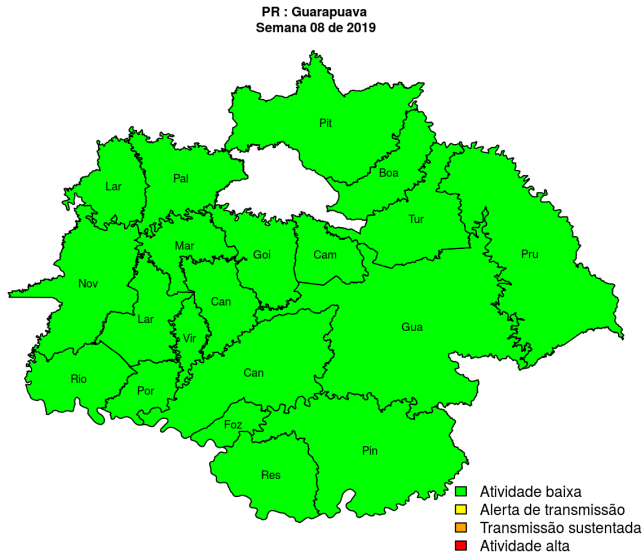 PR : Guarapuava
Semana 08 de 2019
Pit
Boa
Lar
Pal
Tur
Mar
Goi
Cam
Pru
Nov
Can
Lar
Vir
Gua
Rio
Por
Can
Foz
Pin
Res
Atividade baixa
Alerta de transmissão
Transmissão sustentada
Atividade alta